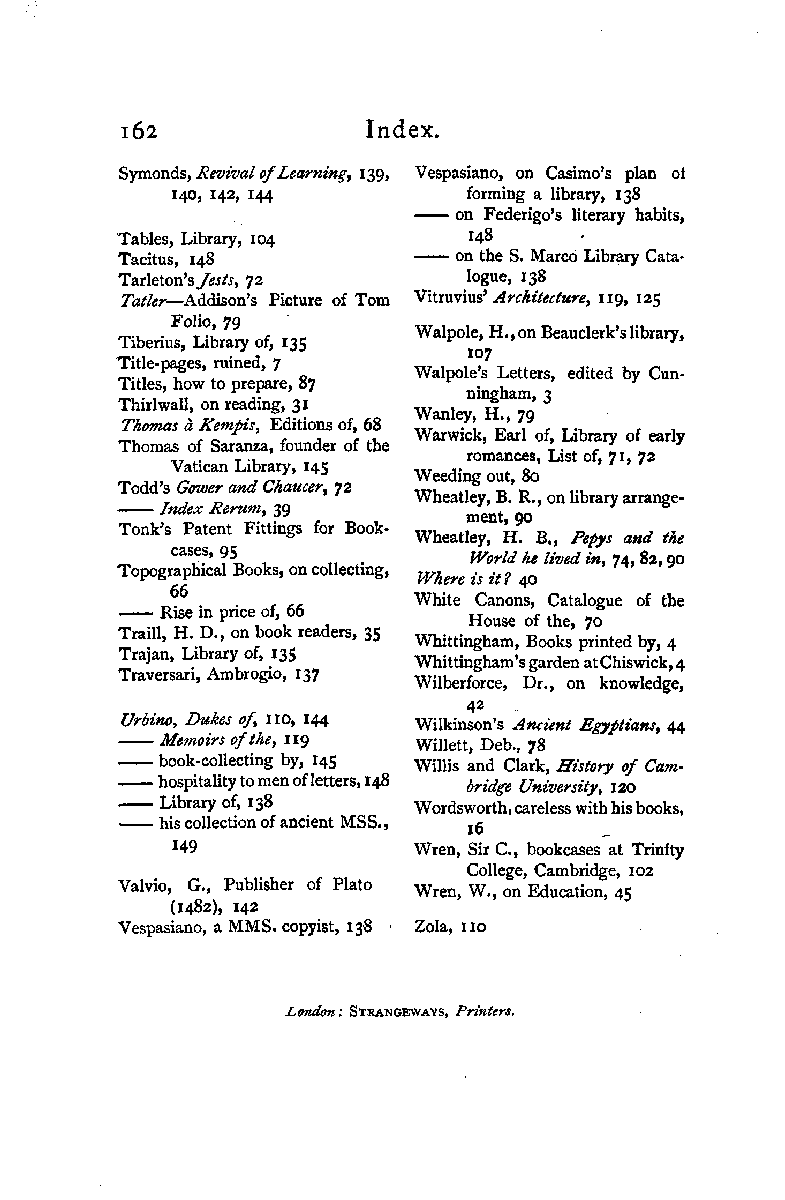 162
Index.
Symonds, Revival of Learning, 139,
140, 142, 144
Tables, Library, 104
Tacitus, 148
Tarleton's Jests, 72
Tatler—Addison's Picture of Tom
Folio, 79
Tiberius, Library of, 135
Title-pages, ruined, 7
Titles, how to prepare, 87
Thirlwall, on reading, 31
Thomas à Kempis, Editions of, 68
Thomas of Saranza, founder of the
Vatican Library, 145
Todd's Gower and Chaucer, 72
—— Index Rerum, 39
Tonk's Patent Fittings for Book-
cases, 95
Topographical Books, on collecting,
66
—— Rise in price of, 66
Traill, H. D., on book readers, 35
Trajan, Library of, 135
Traversari, Ambrogio, 137
Urbino, Dukes of, 110, 144
—— Memoirs of the, 119
—— book-collecting by, 145
—— hospitality to men of letters, 148
—— Library of, 138
—— his collection of ancient MSS.,
149
Valvio, G., Publisher of Plato
(1482), 142
Vespasiano, a MMS. copyist, 138
Vespasiano, on Casimo's plan of
forming a library, 138
—— on Federigo's literary habits,
148
—— on the S. Marco Library Cata-
logue, 138
Vitruvius' Architecture, 119, 125
Walpole, H., on Beauclerk's library,
107
Walpole's Letters, edited by Cun-
ningham, 3
Wanley, H., 79
Warwick, Earl of, Library of early
romances, List of, 71, 72
Weeding out, 80
Wheatley, B. R., on library arrange-
ment, 90
Wheatley, H. B., Pepys and the
World he lived in, 74, 82, 90
Where is it? 40
White Canons, Catalogue of the
House of the, 70
Whittingham, Books printed by, 4
Whittingham's garden at Chiswick, 4
Wilberforce, Dr., on knowledge,
42
Wilkinson's Ancient Egyptians, 44
Willett, Deb., 78
Willis and Clark, History of Cam-
bridge University, 120
Wordsworth, careless with his books,
16
Wren, Sir C., bookcases at Trinity
College, Cambridge, 102
Wren, W., on Education, 45
Zola, 110
London: STRANGEWAYS, Printers.